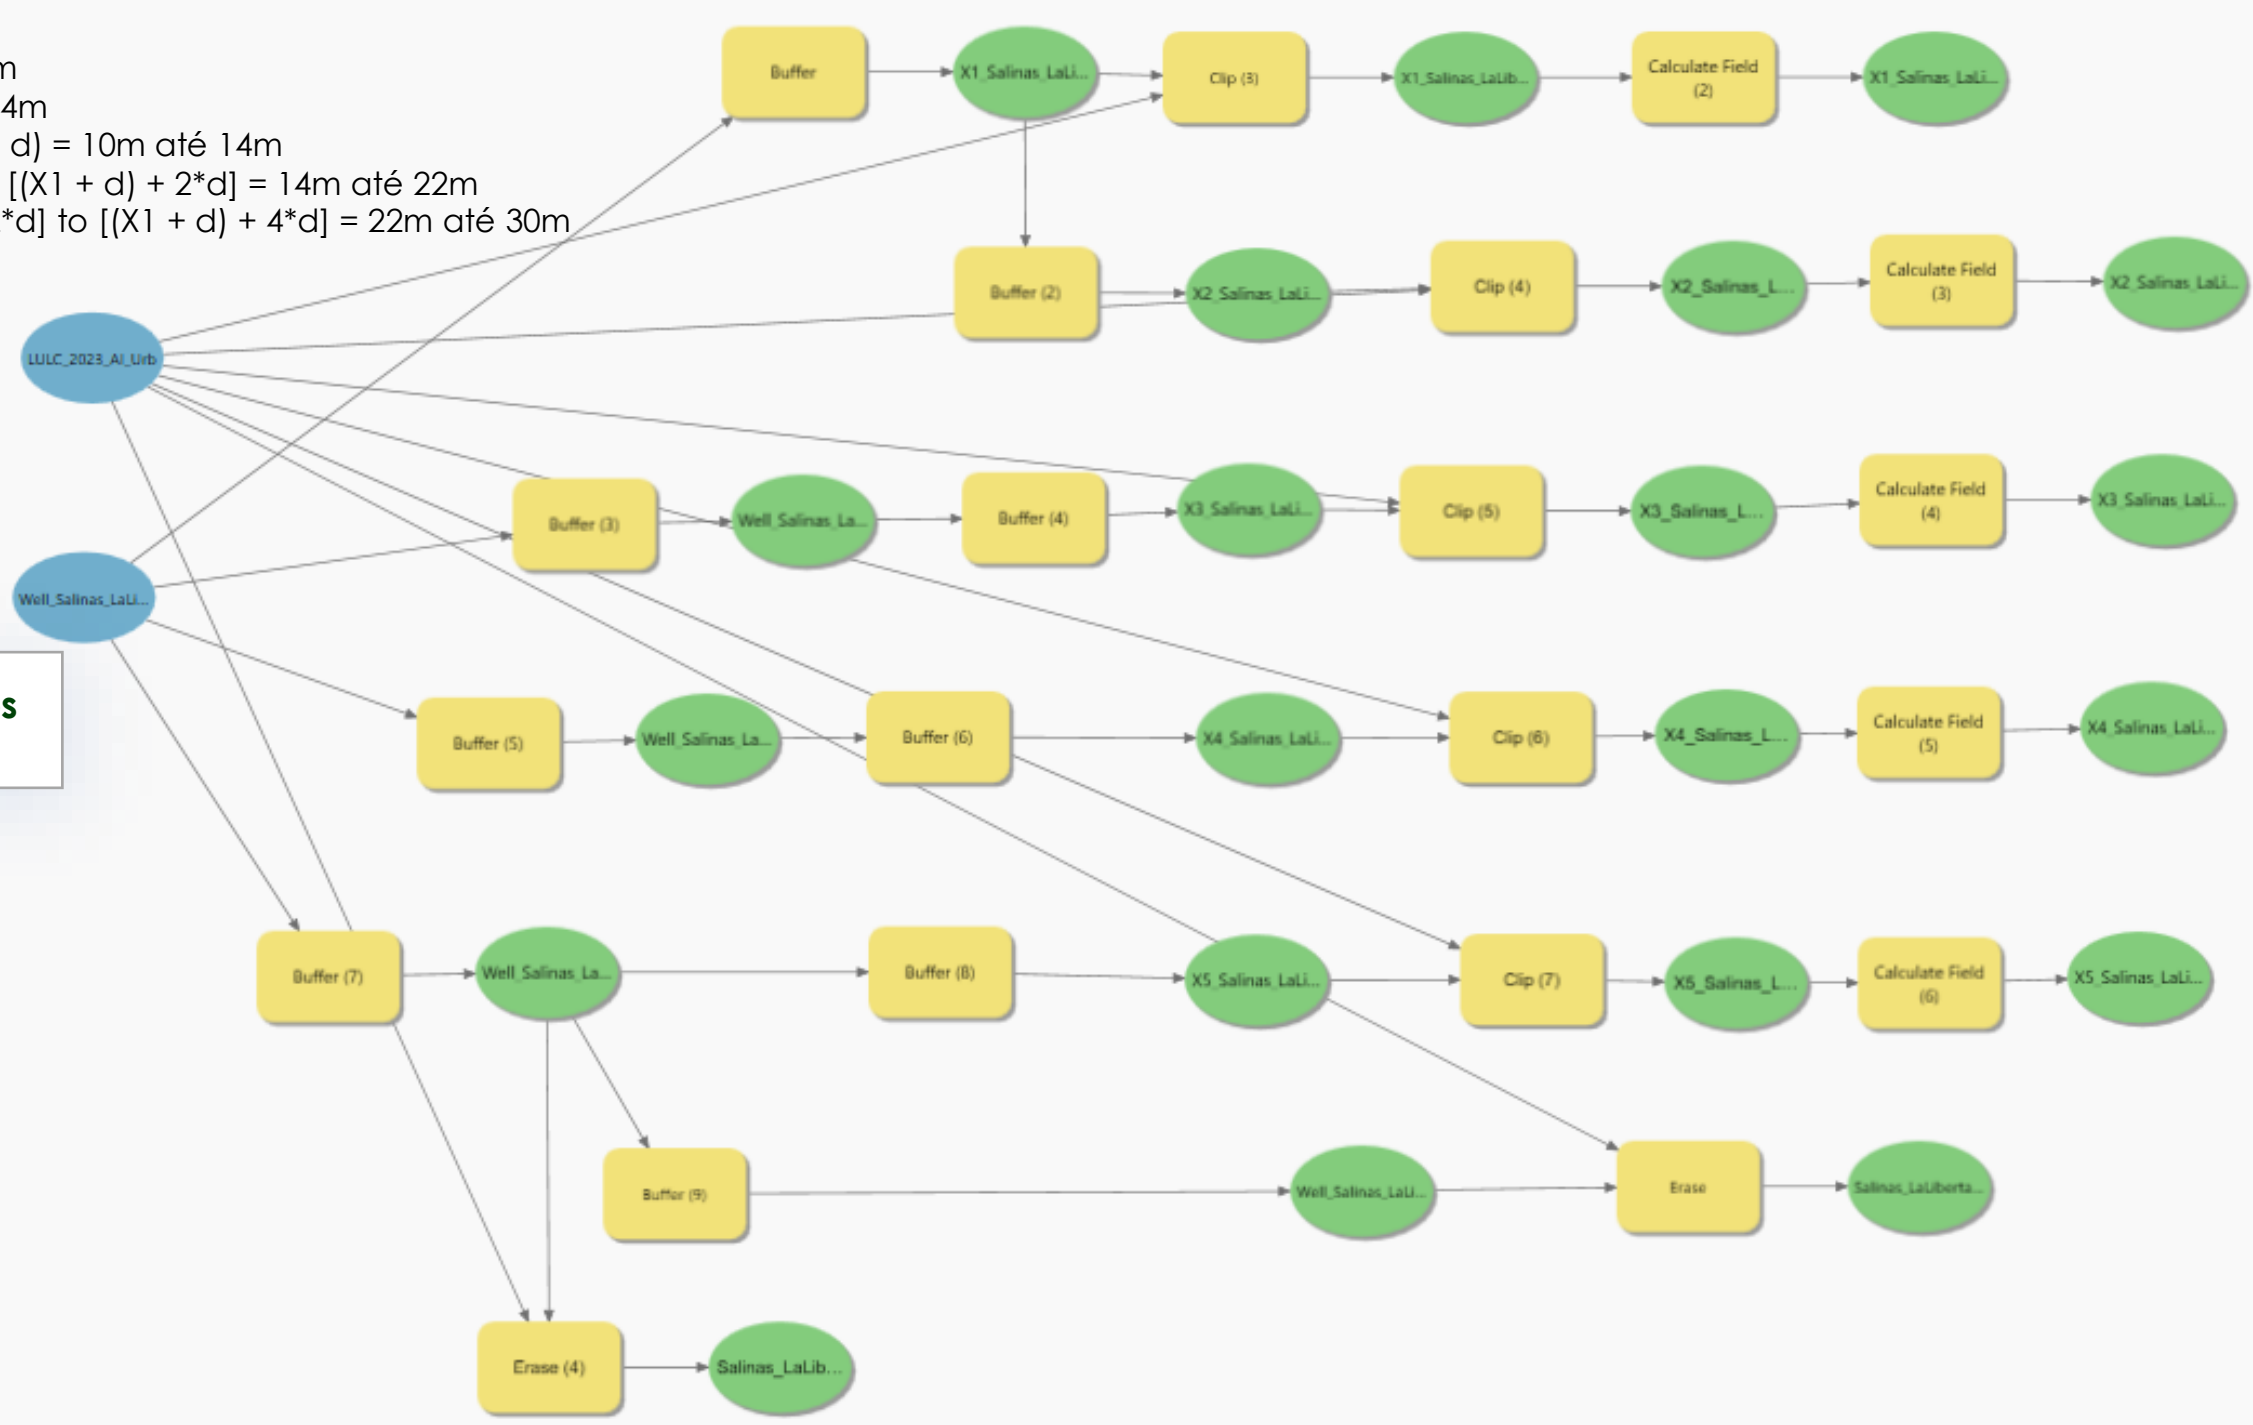 m
4m
d) = 10m até 14m
[(X1 + d) + 2*d] = 14m até 22m
*d] to [(X1 + d) + 4*d] = 22m até 30m
Buffer
X1_Salinas_LaLi...
Clip (3)
X1_Salinas_LaLib...
Calculate Field
(2)
X1_Salinas_LaLi...
Buffer (2)
X2_Salinas_LaLi...
Clip (4)
X2_Salinas_L...
Calculate Field
(3)
X2_Salinas_LaLi...
LULC_2023_AI_Urb
Buffer (3)
Well_Salinas_La...
Buffer (4)
X3_Salinas_LaLi...
Clip (5)
X3_Salinas_L...
Calculate Field
(4)
X3_Salinas_LaLi...
Well_Salinas_LaLi...
s
Buffer (5)
Well_Salinas_La...
Buffer (6)
X4_Salinas_LaLi...
Clip (6)
X4_Salinas_L...
Calculate Field
(5)
X4_Salinas_LaLi...
Buffer (7)
Well_Salinas_La...
Buffer (8)
X5_Salinas_LaLi...
Clip (7)
X5_Salinas_L...
Calculate Field
(6)
X5_Salinas_LaLi...
Buffer (9)
Well_Salinas_LaLi...
Erase
Salinas_LaLiberta...
Erase (4)
Salinas_LaLib...